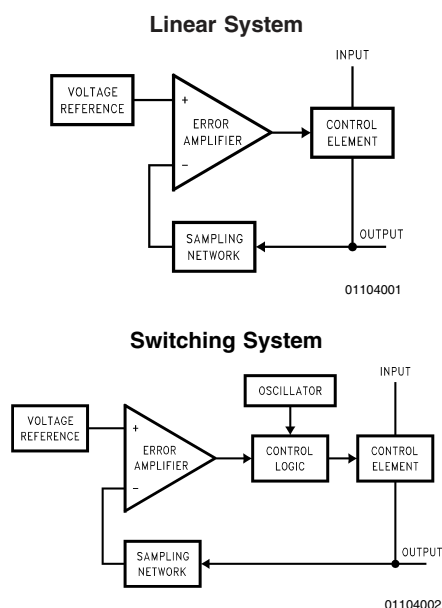 Linear System
INPUT
VOLTAGE
REFERENCE
+
ERROR
AMPLIFIER
−
CONTROL
ELEMENT
SAMPLING
NETWORK
OUTPUT
01104001
Switching System
INPUT
OSCILLATOR
VOLTAGE
REFERENCE
+
ERROR
AMPLIFIER
−
CONTROL
LOGIC
CONTROL
ELEMENT
SAMPLING
NETWORK
OUTPUT
01104002